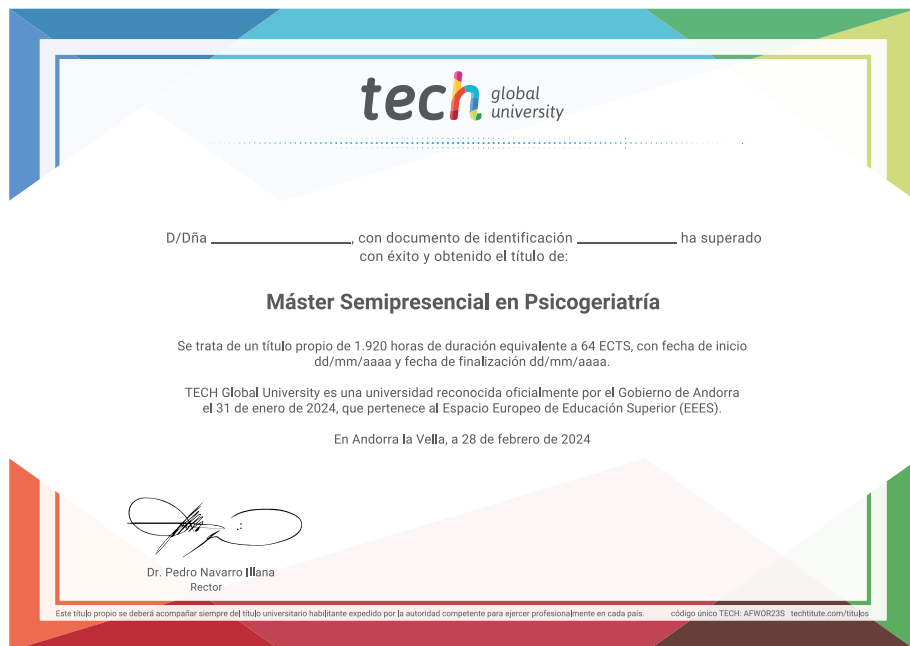 tech global university
D/Dña ____________________, con documento de identificación ______________ ha superado
con éxito y obtenido el título de:
Máster Semipresencial en Psicogeriatría
Se trata de un título propio de 1.920 horas de duración equivalente a 64 ECTS, con fecha de inicio
dd/mm/aaaa y fecha de finalización dd/mm/aaaa.
TECH Global University es una universidad reconocida oficialmente por el Gobierno de Andorra
el 31 de enero de 2024, que pertenece al Espacio Europeo de Educación Superior (EEES).
En Andorra la Vella, a 28 de febrero de 2024
Dr. Pedro Navarro Illana
Rector
Este título propio se deberá acompañar siempre del título universitario habilitante expedido por la autoridad competente para ejercer profesionalmente en cada país. código único TECH: AFWOR23S techtitute.com/titulos